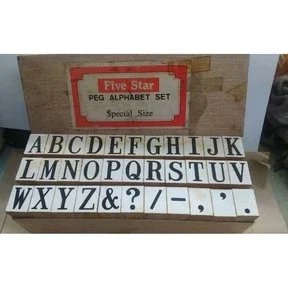 Five Star
PEG ALPHABET SET
Special Size
ABCDEFGHIJK
LMNOPQRSTUV
WXYZ&?/-,'.